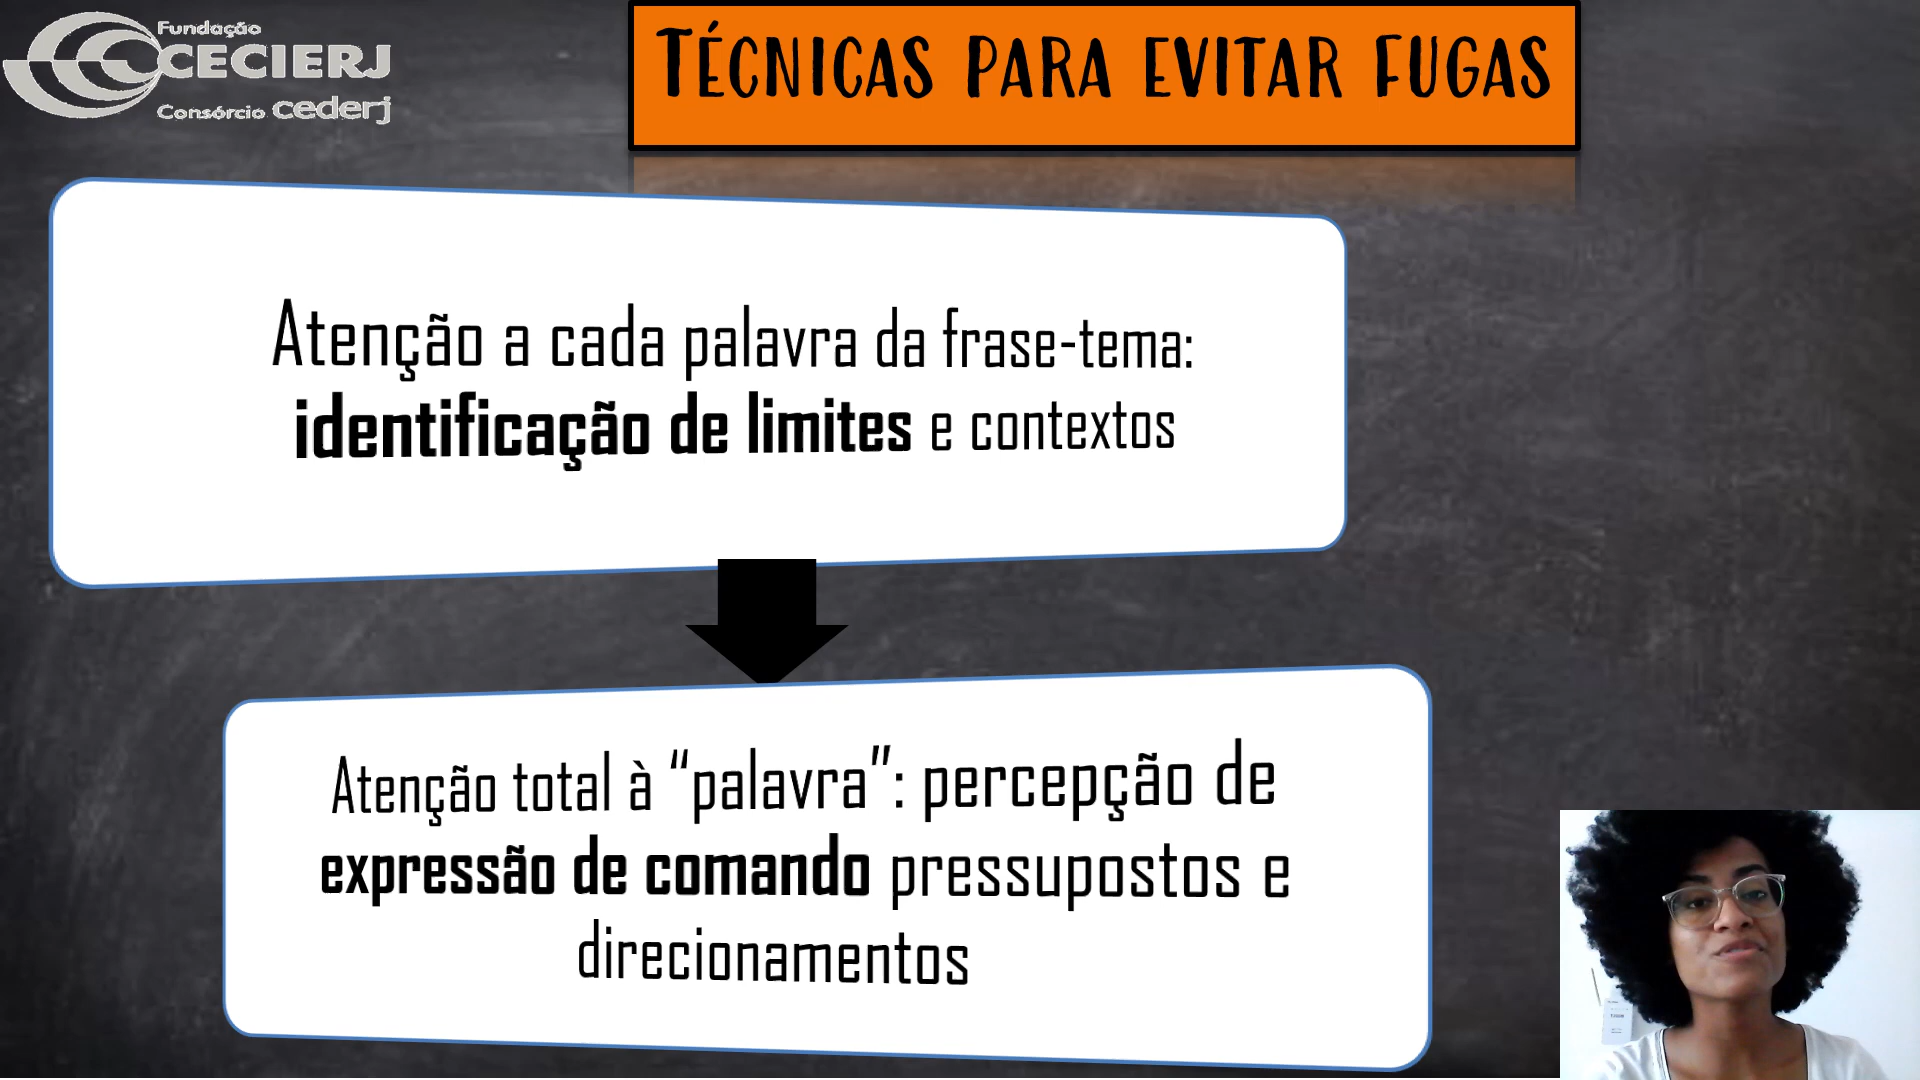 Fundação
CECIERJ
Consórcio cederj
TÉCNICAS PARA EVITAR FUGAS
Atenção a cada palavra da frase-tema:
identificação de limites e contextos
Atenção total à “palavra”: percepção de
expressão de comando pressupostos e
direcionamentos